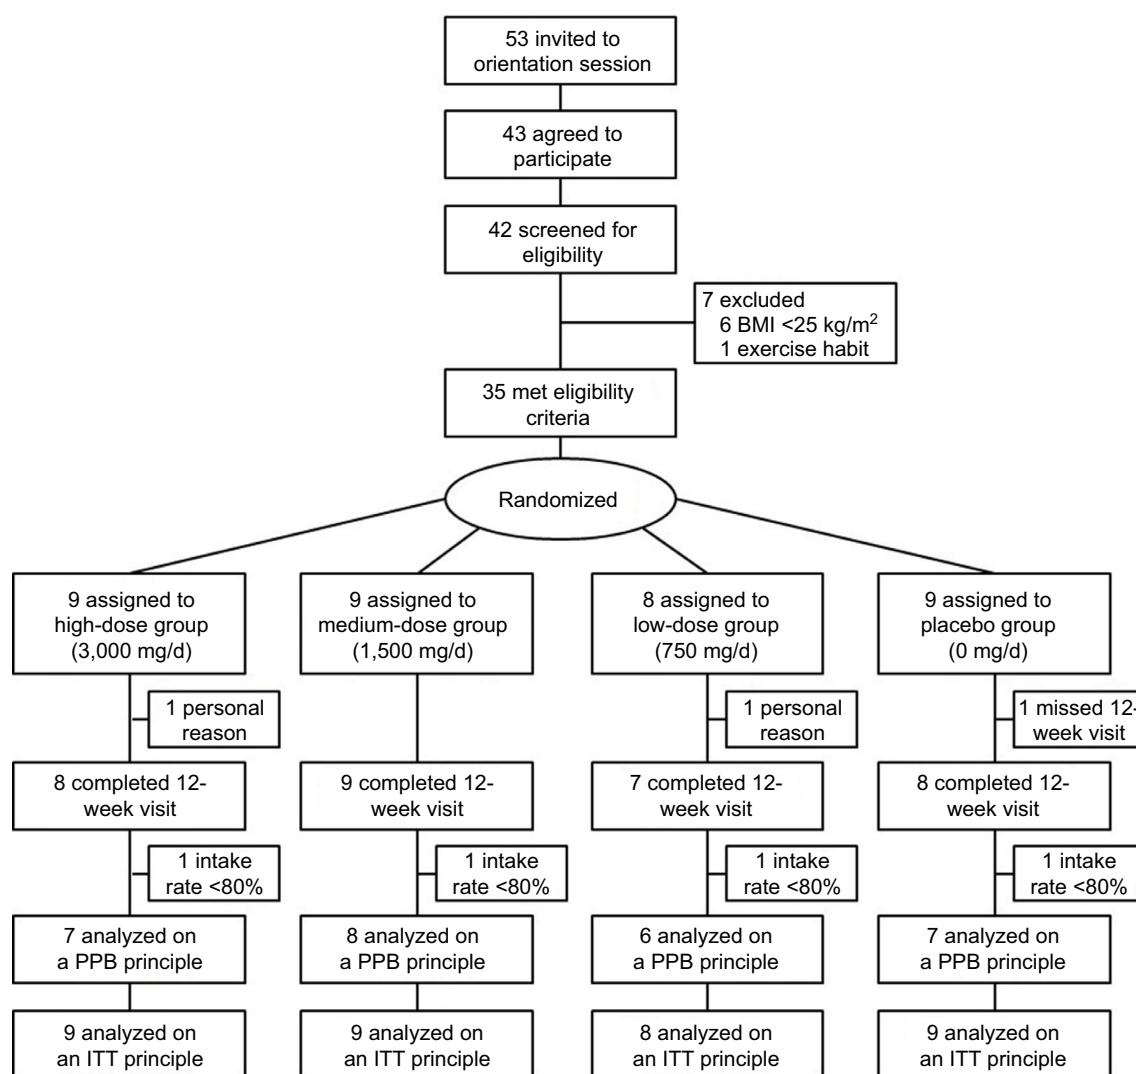 53 invited to
orientation session
43 agreed to
participate
42 screened for
eligibility
7 excluded
6 BMI <25 kg/m²
1 exercise habit
35 met eligibility
criteria
Randomized
9 assigned to
high-dose group
(3,000 mg/d)
9 assigned to
medium-dose group
(1,500 mg/d)
8 assigned to
low-dose group
(750 mg/d)
9 assigned to
placebo group
(0 mg/d)
1 personal
reason
1 personal
reason
1 missed 12-
week visit
8 completed 12-
week visit
9 completed 12-
week visit
7 completed 12-
week visit
8 completed 12-
week visit
1 intake
rate <80%
1 intake
rate <80%
1 intake
rate <80%
1 intake
rate <80%
7 analyzed on
a PPB principle
8 analyzed on
a PPB principle
6 analyzed on
a PPB principle
7 analyzed on
a PPB principle
9 analyzed on
an ITT principle
9 analyzed on
an ITT principle
8 analyzed on
an ITT principle
9 analyzed on
an ITT principle